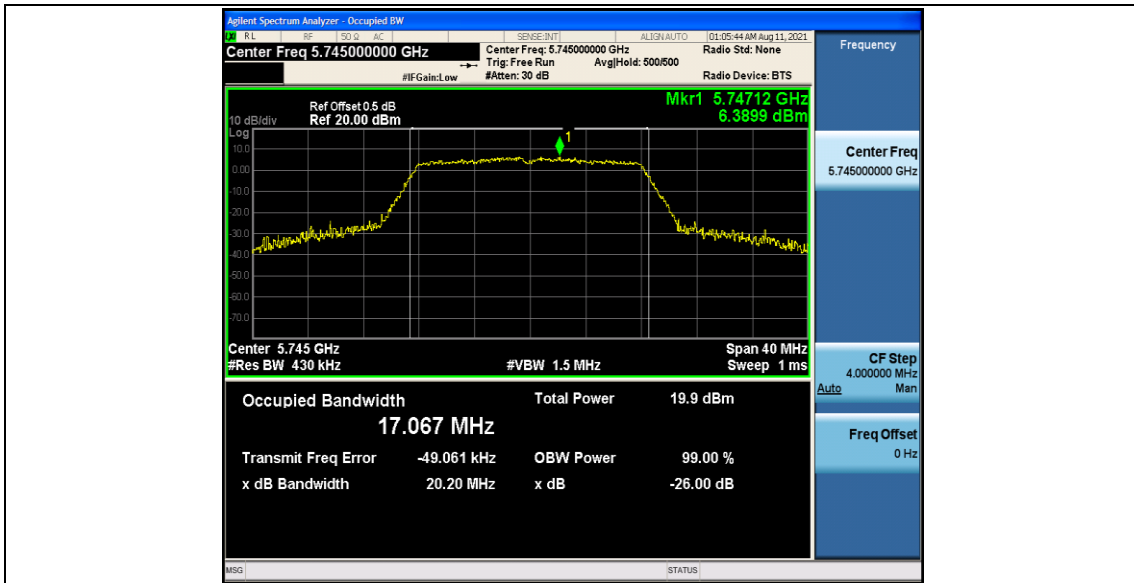 Agilent Spectrum Analyzer - Occupied BW
RL RF 50 Ω AC SENSE:INT ALIGN AUTO 01:05:44 AM Aug 11, 2021
Center Freq 5.745000000 GHz
Center Freq: 5.745000000 GHz Radio Std: None
Trig: Free Run Avg|Hold: 500/500
#IFGain:Low #Atten: 30 dB Radio Device: BTS
Mkr1 5.74712 GHz
6.3899 dBm
Ref Offset 0.5 dB
10 dB/div Ref 20.00 dBm
Log
1
10.0
0.00
-10.0
-20.0
-30.0
-40.0
-50.0
-60.0
-70.0
Center 5.745 GHz Span 40 MHz
#Res BW 430 kHz #VBW 1.5 MHz Sweep 1 ms
Occupied Bandwidth Total Power 19.9 dBm
17.067 MHz
Transmit Freq Error -49.061 kHz OBW Power 99.00 %
x dB Bandwidth 20.20 MHz x dB -26.00 dB
MSG STATUS
Frequency
Center Freq
5.745000000 GHz
CF Step
4.000000 MHz
Auto Man
Freq Offset
0 Hz